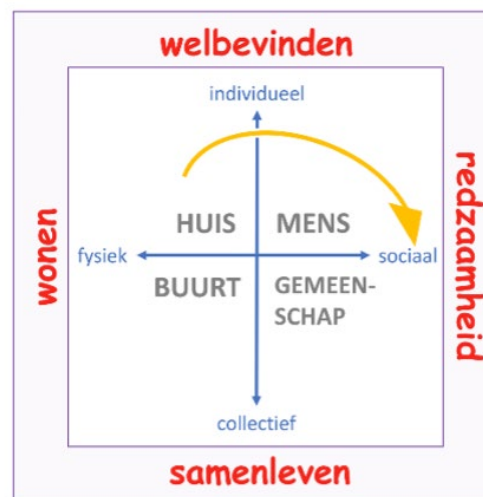 welbevinden
individueel
wonen
redzaamheid
HUIS
MENS
fysiek
sociaal
BUURT
GEMEEN-
SCHAP
collectief
samenleven